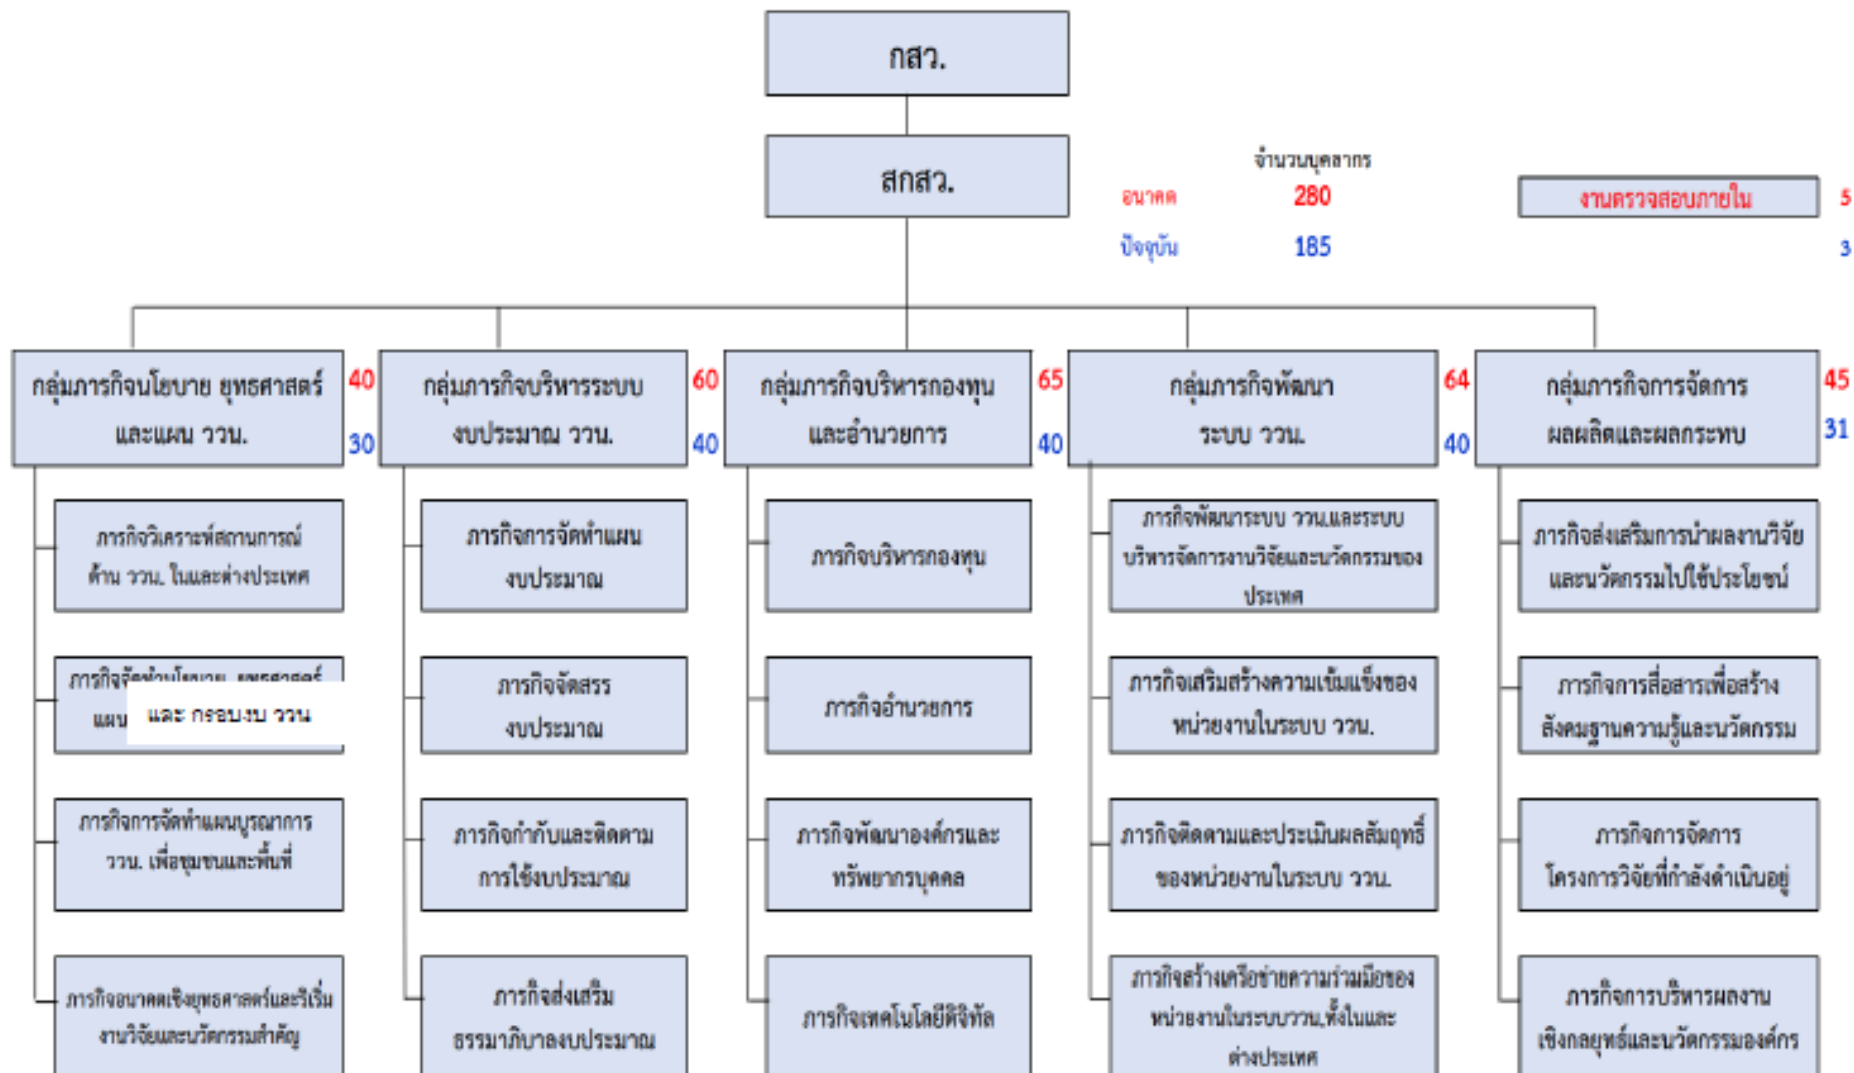 กสว.
สกสว.
จำนวนบุคลากร
อนาคต 280
ปัจจุบัน 185
งานตรวจสอบภายใน 5
3
กลุ่มภารกิจนโยบาย ยุทธศาสตร์
และแผน ววน.
40
30
ภารกิจวิเคราะห์สถานการณ์
ด้าน ววน. ในและต่างประเทศ
ภารกิจจัดทำนโยบาย ยุทธศาสตร์
แผน และ กรอบงบ ววน
ภารกิจการจัดทำแผนบูรณาการ
ววน. เพื่อชุมชนและพื้นที่
ภารกิจอนาคตเชิงยุทธศาสตร์และริเริ่ม
งานวิจัยและนวัตกรรมสำคัญ
กลุ่มภารกิจบริหารระบบ
งบประมาณ ววน.
60
40
ภารกิจการจัดทำแผน
งบประมาณ
ภารกิจจัดสรร
งบประมาณ
ภารกิจกำกับและติดตาม
การใช้งบประมาณ
ภารกิจส่งเสริม
ธรรมาภิบาลงบประมาณ
กลุ่มภารกิจบริหารกองทุน
และอำนวยการ
65
40
ภารกิจบริหารกองทุน
ภารกิจอำนวยการ
ภารกิจพัฒนาองค์กรและ
ทรัพยากรบุคคล
ภารกิจเทคโนโลยีดิจิทัล
กลุ่มภารกิจพัฒนา
ระบบ ววน.
64
40
ภารกิจพัฒนาระบบ ววน.และระบบ
บริหารจัดการงานวิจัยและนวัตกรรมของ
ประเทศ
ภารกิจเสริมสร้างความเข้มแข็งของ
หน่วยงานในระบบ ววน.
ภารกิจติดตามและประเมินผลสัมฤทธิ์
ของหน่วยงานในระบบ ววน.
ภารกิจสร้างเครือข่ายความร่วมมือของ
หน่วยงานในระบบววน.ทั้งในและ
ต่างประเทศ
กลุ่มภารกิจการจัดการ
ผลผลิตและผลกระทบ
45
31
ภารกิจส่งเสริมการนำผลงานวิจัย
และนวัตกรรมไปใช้ประโยชน์
ภารกิจการสื่อสารเพื่อสร้าง
สังคมฐานความรู้และนวัตกรรม
ภารกิจการจัดการ
โครงการวิจัยที่กำลังดำเนินอยู่
ภารกิจการบริหารผลงาน
เชิงกลยุทธ์และนวัตกรรมองค์กร